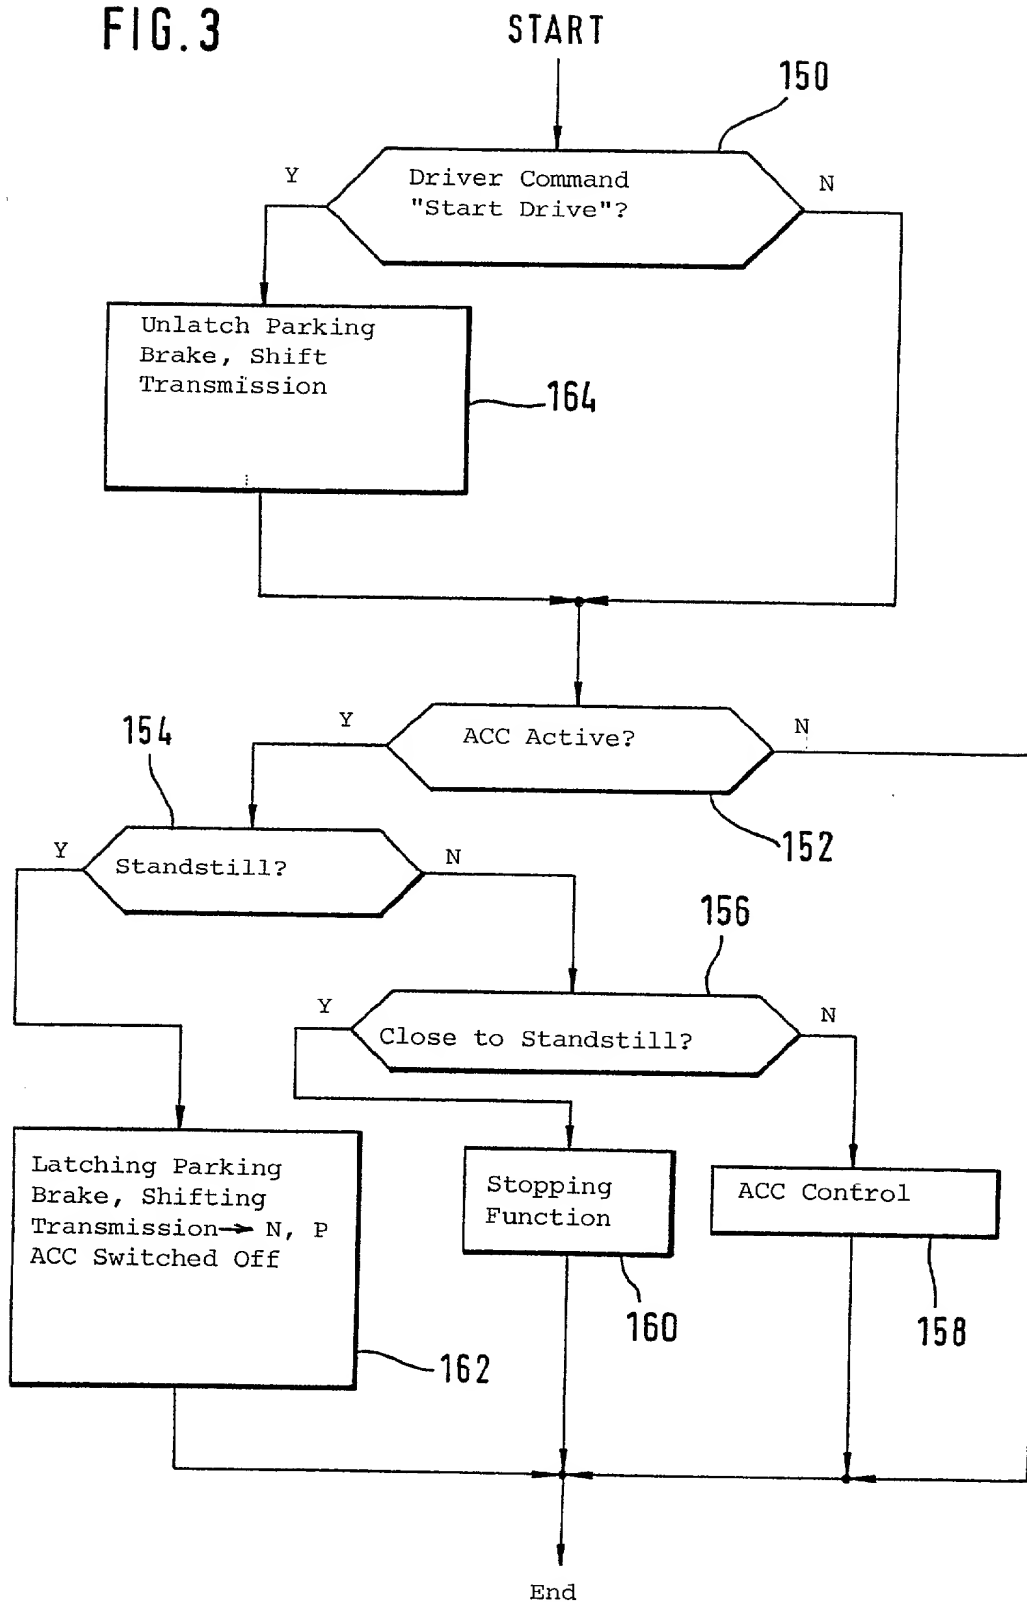 FIG.3
START
150
Y
Driver Command
"Start Drive"?
N
Unlatch Parking
Brake, Shift
Transmission
164
Y
ACC Active?
N
152
154
Y
Standstill?
N
156
Y
Close to Standstill?
N
Latching Parking
Brake, Shifting
Transmission→ N, P
ACC Switched Off
162
Stopping
Function
160
ACC Control
158
End